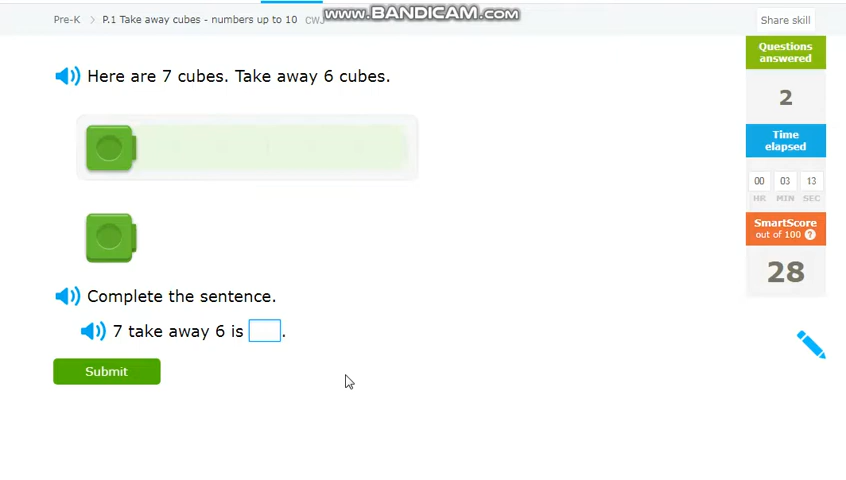 www.BANDICAM.com
Pre-K > P.1 Take away cubes - numbers up to 10 CWJ
Share skill
Questions
answered
2
Time
elapsed
00 03 13
HR MIN SEC
SmartScore
out of 100 ?
28
Here are 7 cubes. Take away 6 cubes.
Complete the sentence.
7 take away 6 is .
Submit